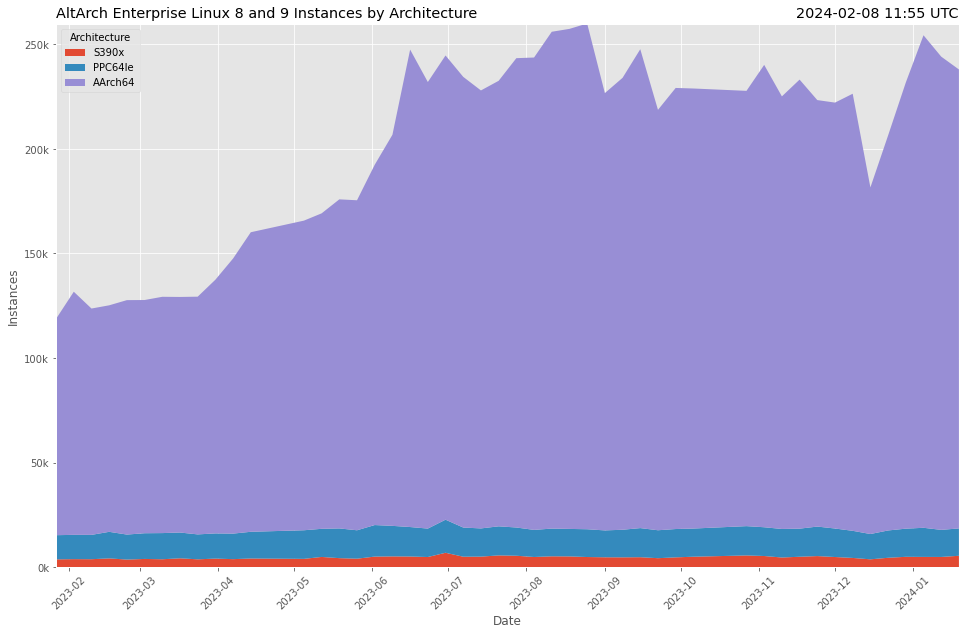 AltArch Enterprise Linux 8 and 9 Instances by Architecture
2024-02-08 11:55 UTC
Architecture
S390x
PPC64le
AArch64
250k
200k
150k
100k
50k
0k
Instances
2023-02
2023-03
2023-04
2023-05
2023-06
2023-07
2023-08
2023-09
2023-10
2023-11
2023-12
2024-01
Date